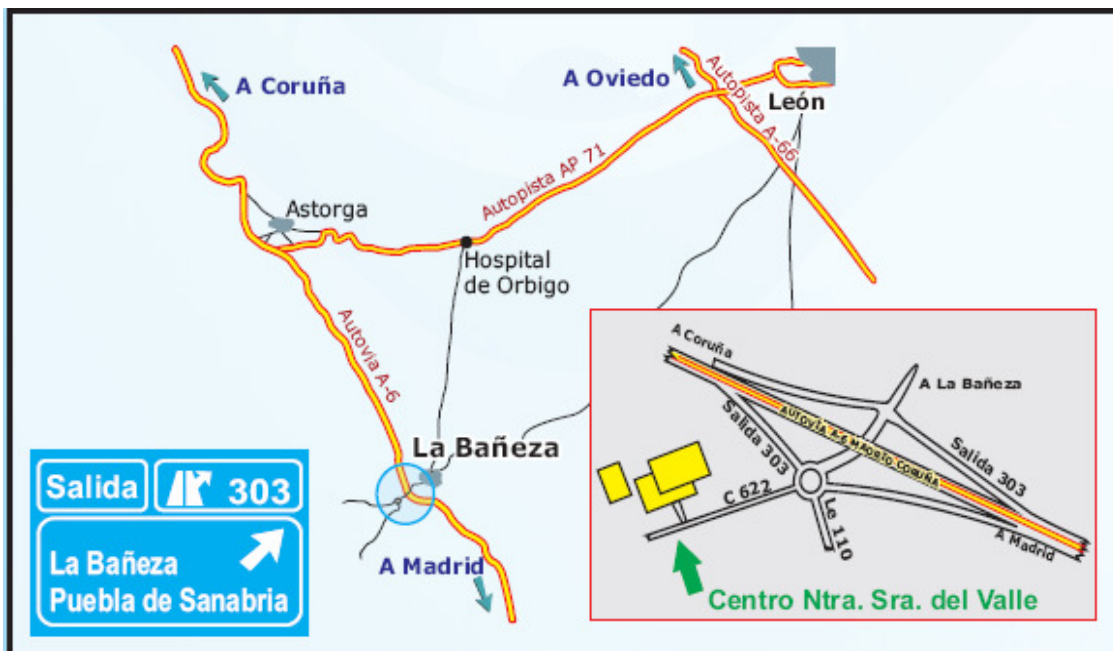 A Coruña
A Oviedo
Autopista A-66
León
Autopista AP 71
Astorga
Hospital
de Orbigo
Autovía A-6
La Bañeza
A Madrid
Salida 303
La Bañeza
Puebla de Sanabria
A Coruña
A La Bañeza
AUTOVÍA A-6 MADRID CORUÑA
Salida 303
Salida 303
C 622
Le 110
A Madrid
Centro Ntra. Sra. del Valle